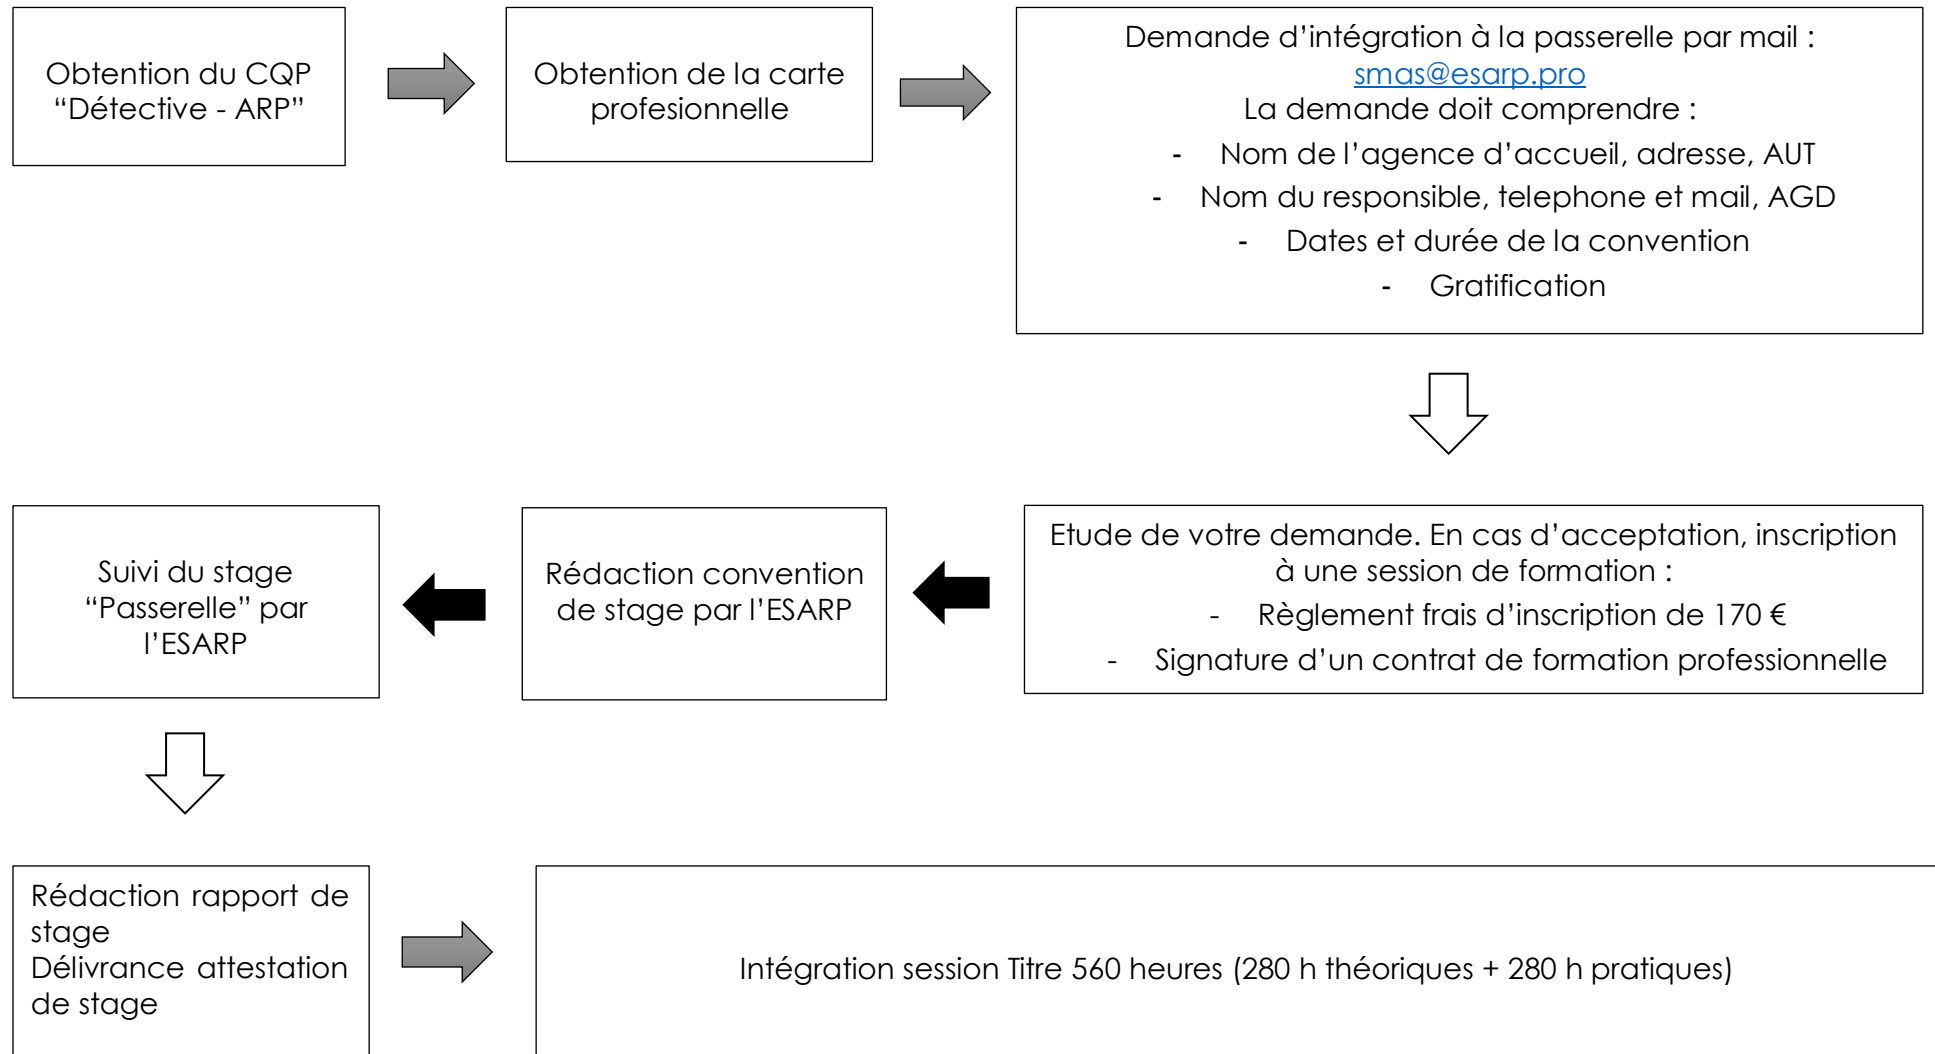 Obtention du CQP
“Détective - ARP”
Obtention de la carte
profesionnelle
Demande d’intégration à la passerelle par mail :
smas@esarp.pro
La demande doit comprendre :
- Nom de l’agence d’accueil, adresse, AUT
- Nom du responsible, telephone et mail, AGD
- Dates et durée de la convention
- Gratification
Etude de votre demande. En cas d’acceptation, inscription
à une session de formation :
- Règlement frais d’inscription de 170 €
- Signature d’un contrat de formation professionnelle
Rédaction convention
de stage par l’ESARP
Suivi du stage
“Passerelle” par
l’ESARP
Rédaction rapport de
stage
Délivrance attestation
de stage
Intégration session Titre 560 heures (280 h théoriques + 280 h pratiques)